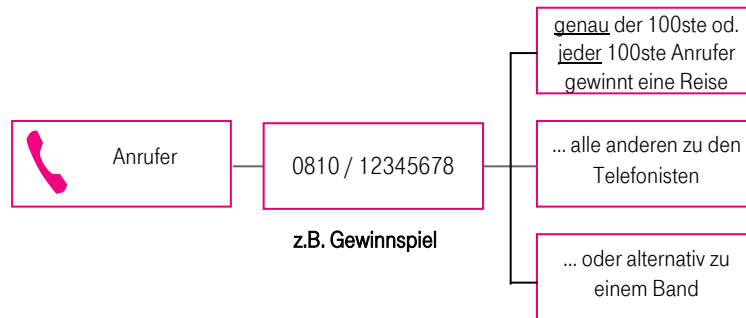 Anrufer
0810 / 12345678
z.B. Gewinnspiel
genau der 100ste od.
jeder 100ste Anrufer
gewinnt eine Reise
... alle anderen zu den
Telefonisten
... oder alternativ zu
einem Band